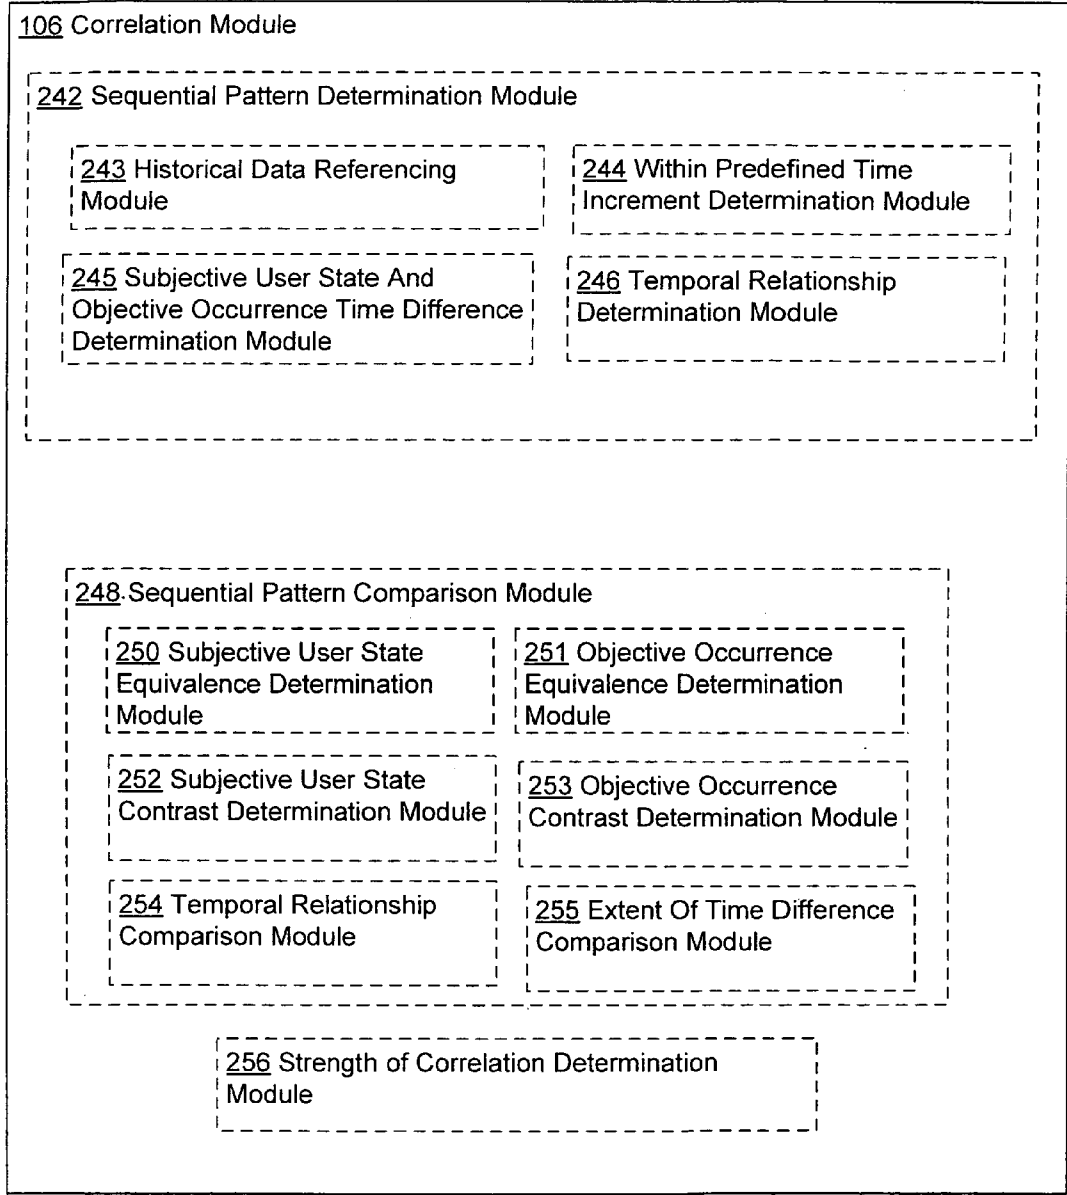 106 Correlation Module
242 Sequential Pattern Determination Module
243 Historical Data Referencing
Module
244 Within Predefined Time
Increment Determination Module
245 Subjective User State And
Objective Occurrence Time Difference
Determination Module
246 Temporal Relationship
Determination Module
248 Sequential Pattern Comparison Module
250 Subjective User State
Equivalence Determination
Module
251 Objective Occurrence
Equivalence Determination
Module
252 Subjective User State
Contrast Determination Module
253 Objective Occurrence
Contrast Determination Module
254 Temporal Relationship
Comparison Module
255 Extent Of Time Difference
Comparison Module
256 Strength of Correlation Determination
Module